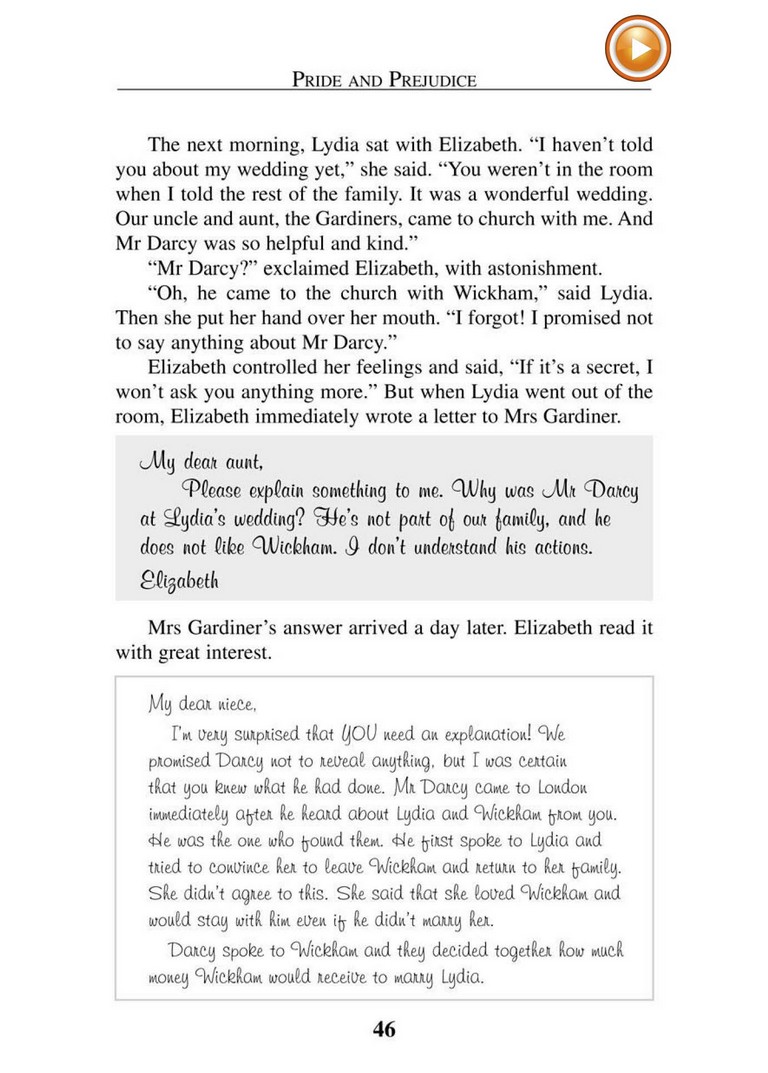 PRIDE AND PREJUDICE
The next morning, Lydia sat with Elizabeth. “I haven’t told
you about my wedding yet,” she said. “You weren’t in the room
when I told the rest of the family. It was a wonderful wedding.
Our uncle and aunt, the Gardiners, came to church with me. And
Mr Darcy was so helpful and kind.”
“Mr Darcy?” exclaimed Elizabeth, with astonishment.
“Oh, he came to the church with Wickham,” said Lydia.
Then she put her hand over her mouth. “I forgot! I promised not
to say anything about Mr Darcy.”
Elizabeth controlled her feelings and said, “If it’s a secret, I
won’t ask you anything more.” But when Lydia went out of the
room, Elizabeth immediately wrote a letter to Mrs Gardiner.
My dear aunt,
Please explain something to me. Why was Mr Darcy
at Lydia’s wedding? He’s not part of our family, and he
does not like Wickham. I don’t understand his actions.
Elizabeth
Mrs Gardiner’s answer arrived a day later. Elizabeth read it
with great interest.
My dear niece,
I’m very surprised that YOU need an explanation! We
promised Darcy not to reveal anything, but I was certain
that you knew what he had done. Mr Darcy came to London
immediately after he heard about Lydia and Wickham from you.
He was the one who found them. He first spoke to Lydia and
tried to convince her to leave Wickham and return to her family.
She didn’t agree to this. She said that she loved Wickham and
would stay with him even if he didn’t marry her.
Darcy spoke to Wickham and they decided together how much
money Wickham would receive to marry Lydia.
46